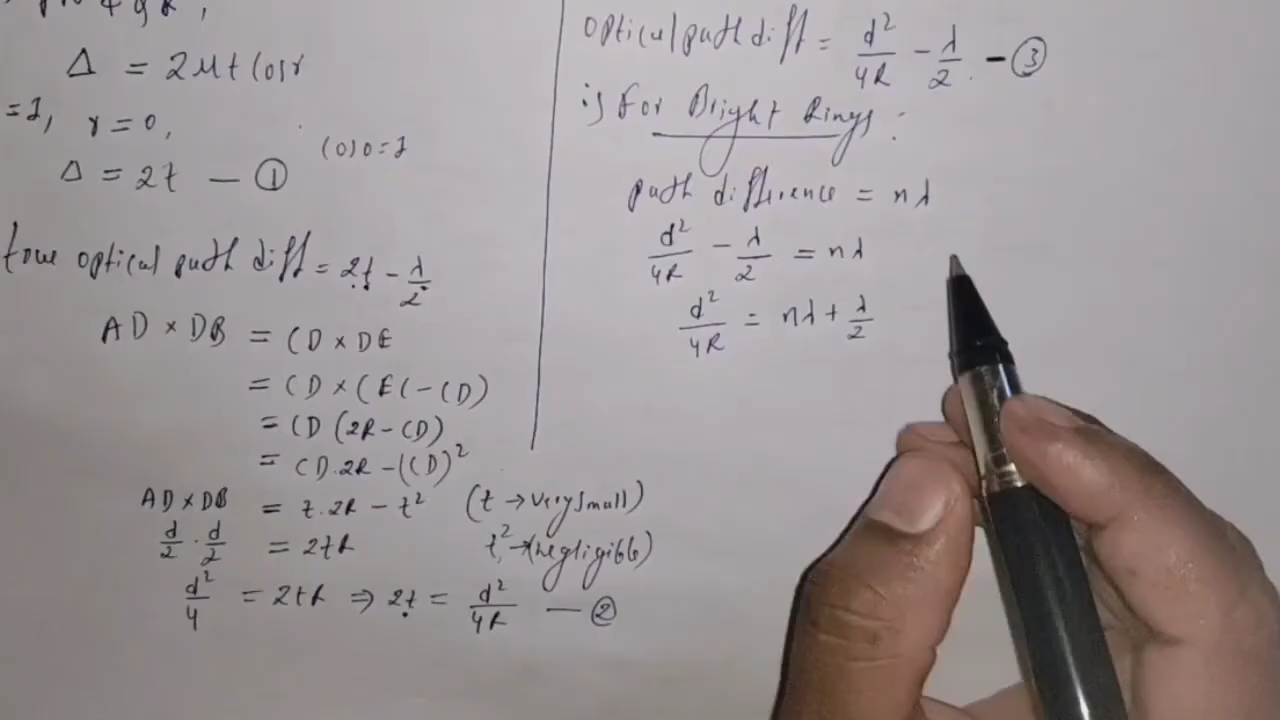 Δ = 2μt Cosr
=1, r=0,
Cos0=1
Δ = 2t — ①
true optical path diff = 2t - λ/2
AD × DB = CD × DE
= CD × (EC - CD)
= CD (2R - CD)
= CD.2R - (CD)²
AD × DB = t.2R - t² (t → very small)
d/2 . d/2 = 2tR t² → (negligible)
d²/4 = 2tR ⇒ 2t = d²/4R — ②
optical path diff = d²/4R - λ/2. - ③
i) For Bright Rings:
path difference = nλ
d²/4R - λ/2 = nλ
d²/4R = nλ + λ/2